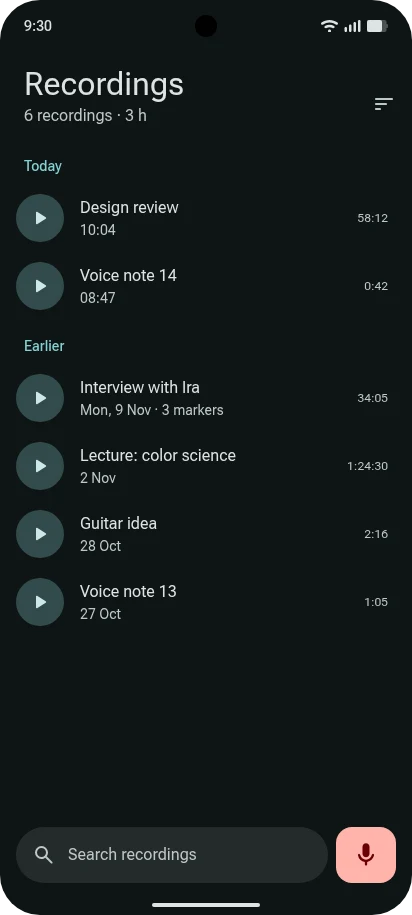 9:30
Recordings
6 recordings · 3 h
Today
Design review
10:04
58:12
Voice note 14
08:47
0:42
Earlier
Interview with Ira
Mon, 9 Nov · 3 markers
34:05
Lecture: color science
2 Nov
1:24:30
Guitar idea
28 Oct
2:16
Voice note 13
27 Oct
1:05
Search recordings